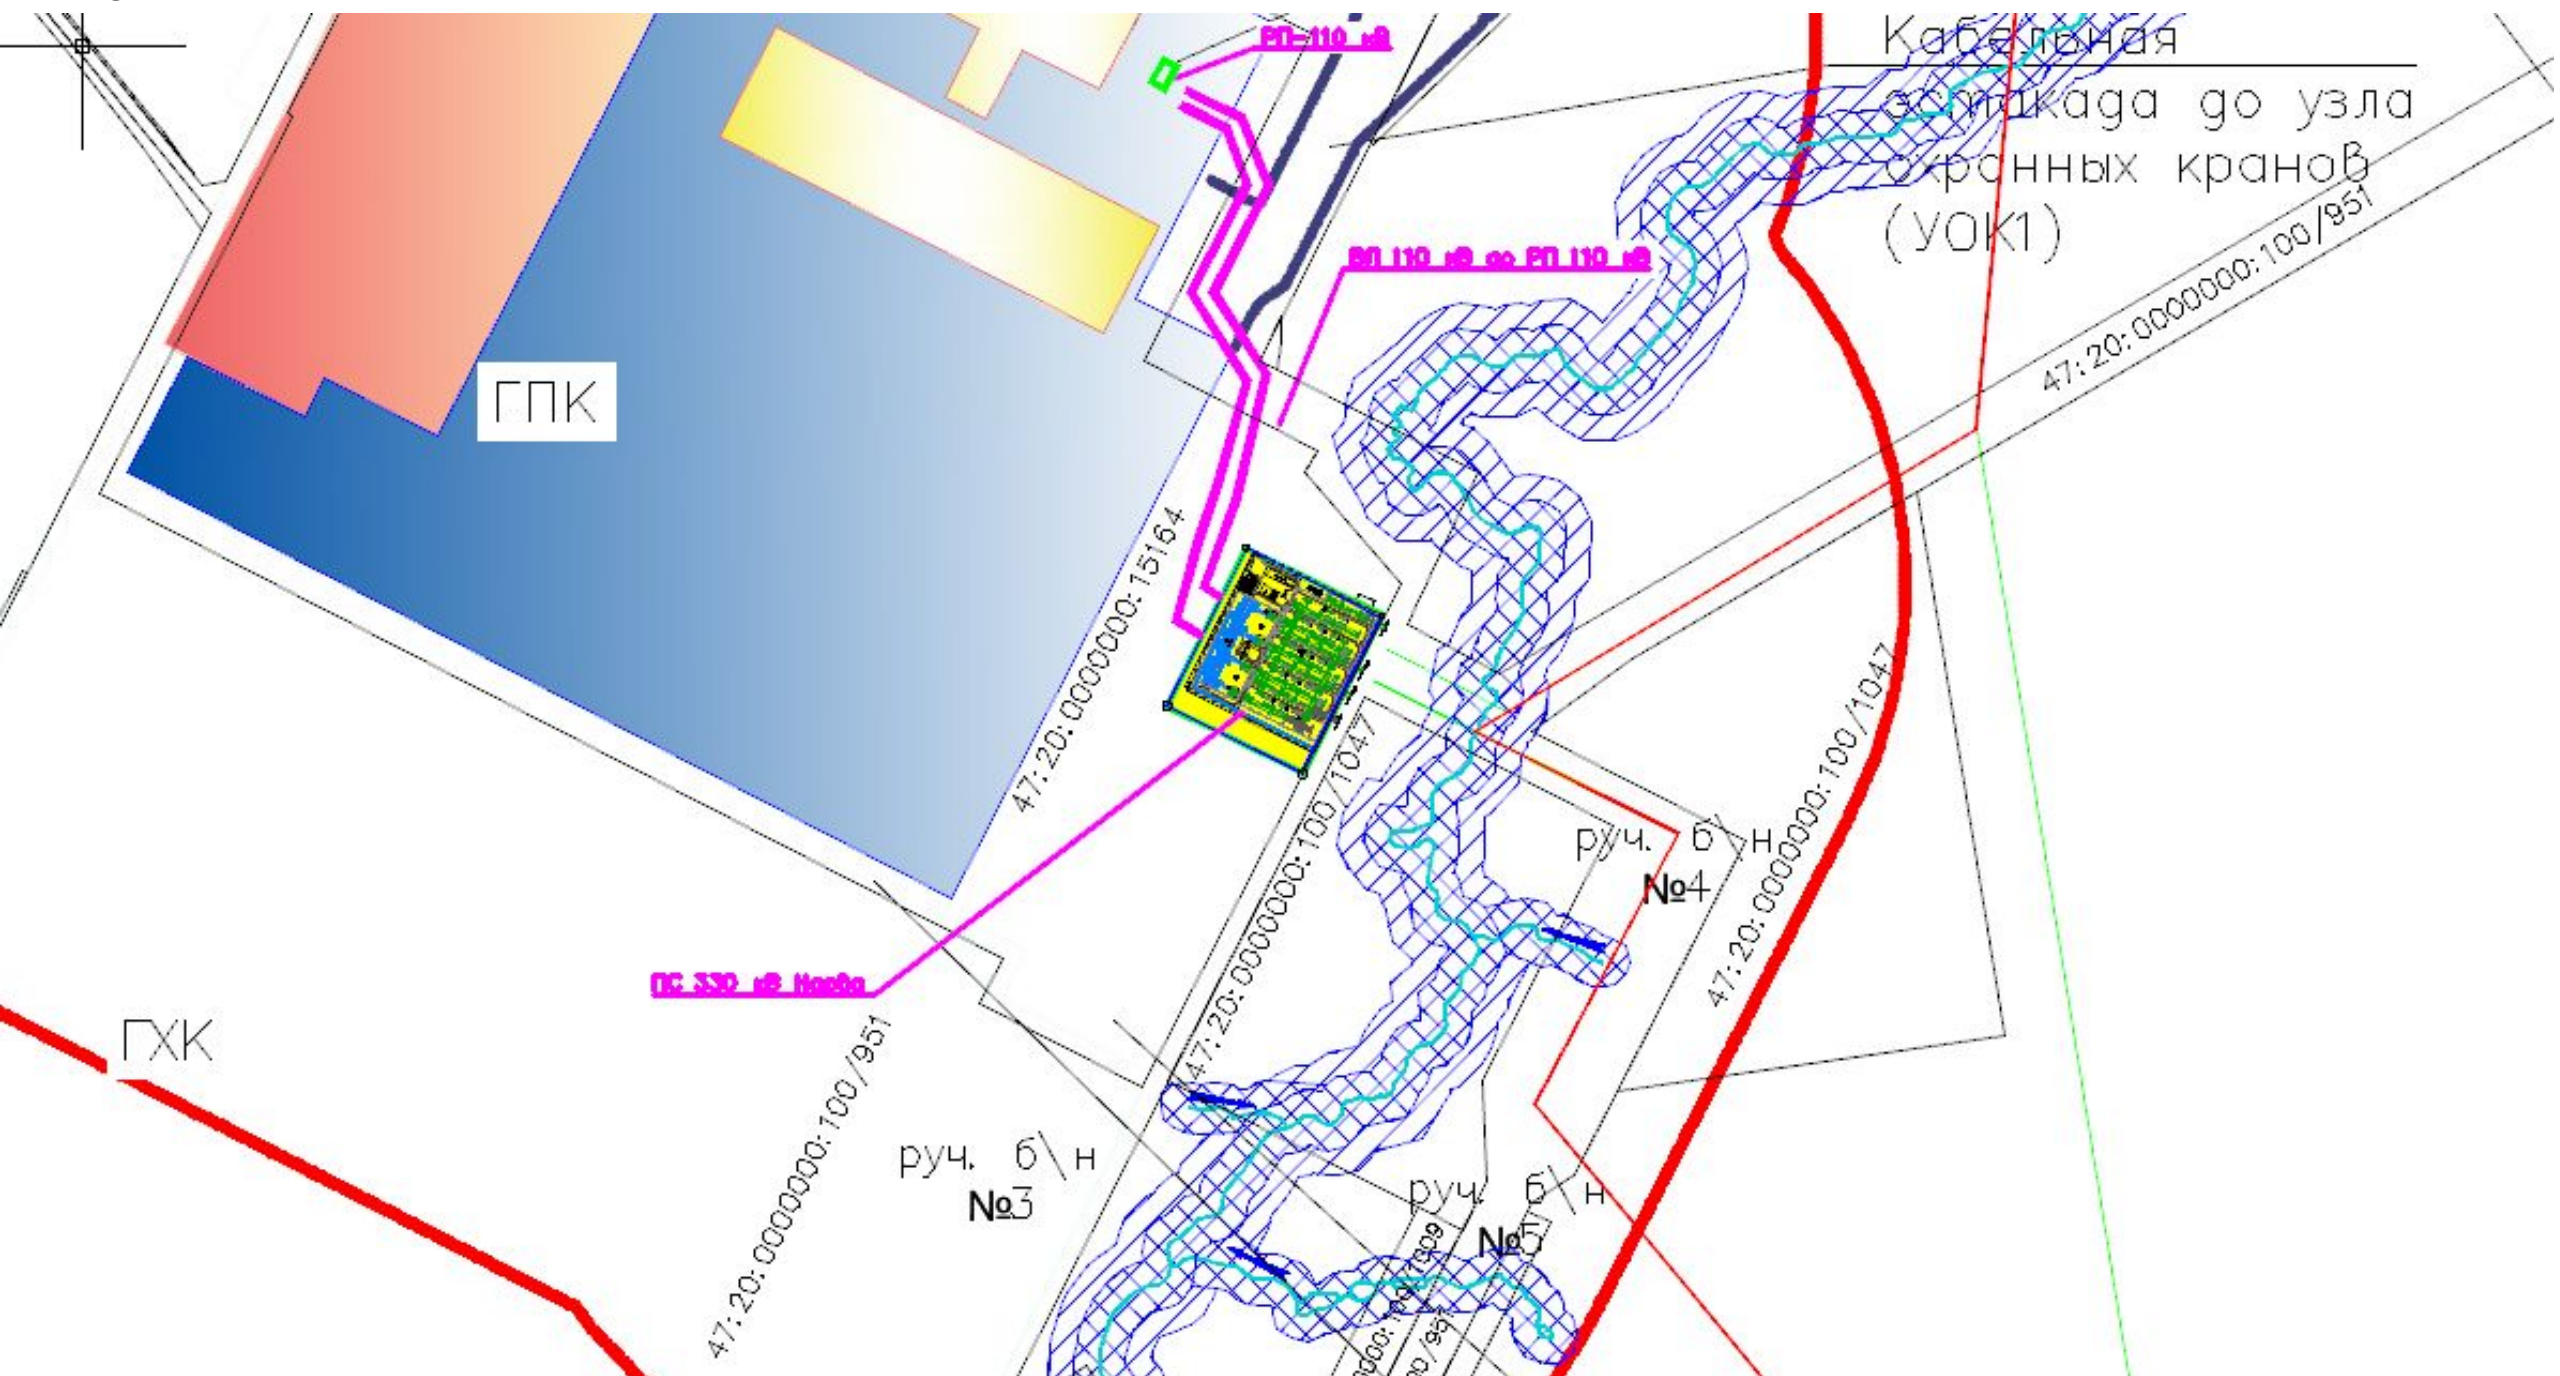 РП-110 кВ
Кабельная
эстакада до узла
охранных кранов
(УОК1)
47:20:0000000:100/951
ВЛ 110 кВ до РП 110 кВ
ГПК
47:20:0000000:15164
47:20:0000000:100/1047
47:20:0000000:100/1047
руч. б\н
№4
ПС 330 кВ Нарва
ГХК
47:20:0000000:100/951
руч. б\н
№3
руч. б\н
№5